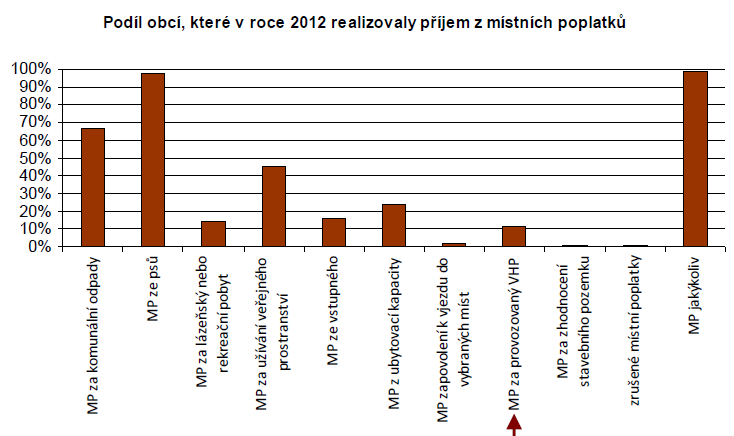 Podíl obcí, které v roce 2012 realizovaly příjem z místních poplatků
100%
90%
80%
70%
60%
50%
40%
30%
20%
10%
0%
MP za komunální odpady
MP ze psů
MP za lázeňský nebo
rekreační pobyt
MP za užívání veřejného
prostranství
MP ze vstupného
MP z ubytovací kapacity
MP zapovolení k vjezdu do
vybraných míst
MP za provozovaný VHP
MP za zhodnocení
stavebního pozemku
zrušené místní poplatky
MP jakýkoliv